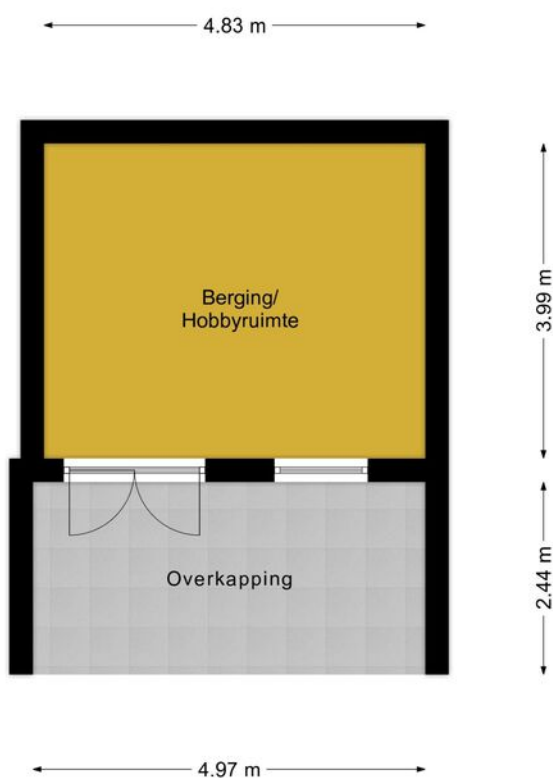 4.83 m
Berging/
Hobbyruimte
3.99 m
Overkapping
2.44 m
4.97 m